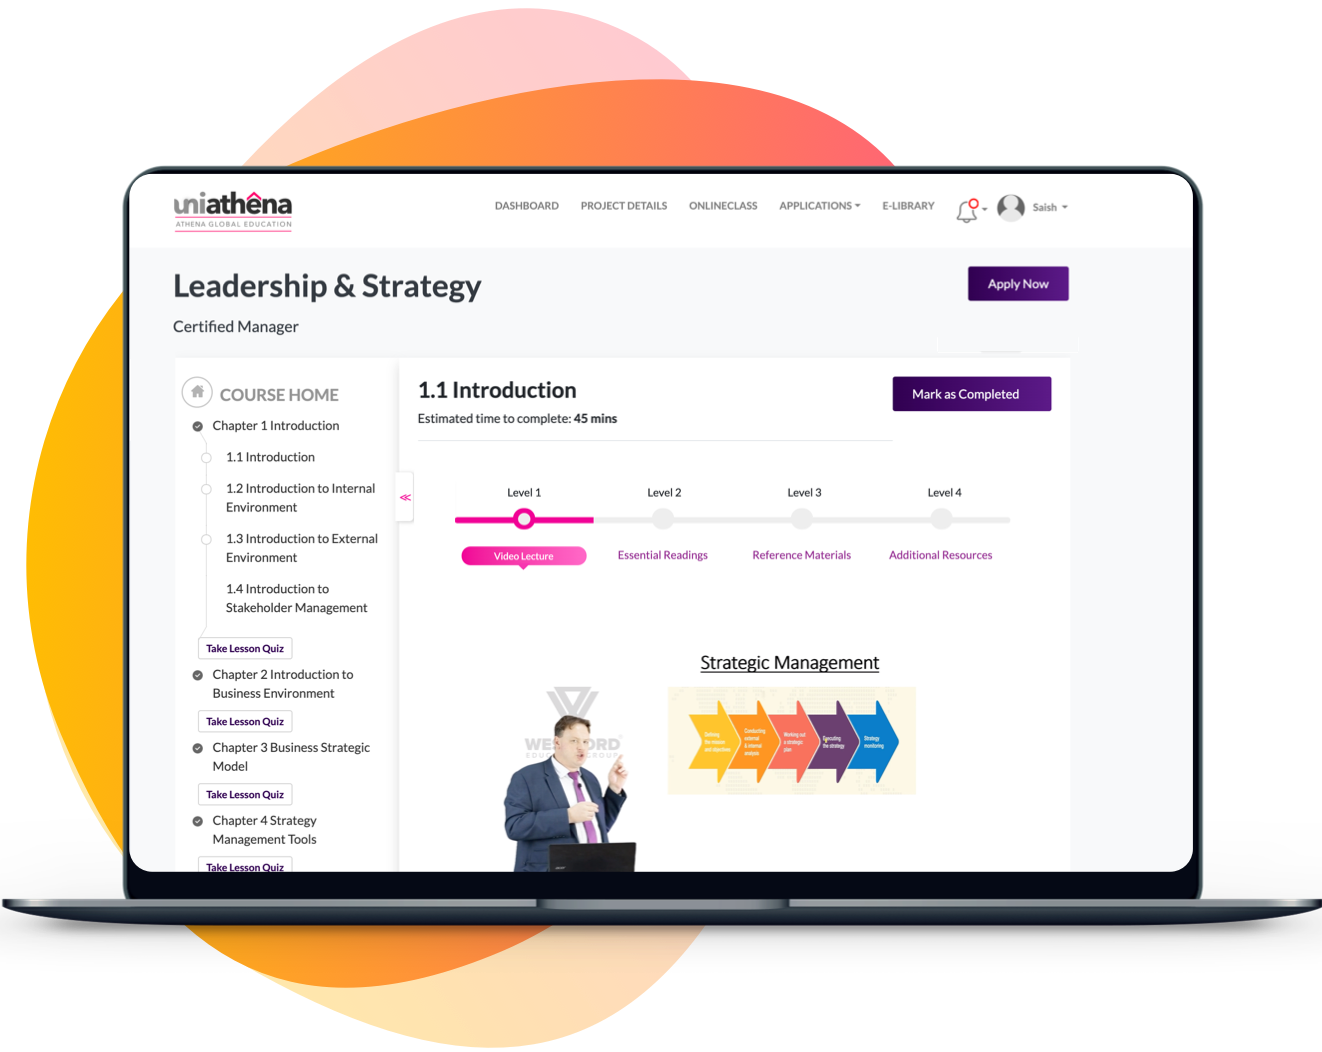 uniathêna
ATHENA GLOBAL EDUCATION
DASHBOARD
PROJECT DETAILS
ONLINECLASS
APPLICATIONS
E-LIBRARY
Saish
Leadership & Strategy
Apply Now
Certified Manager
COURSE HOME
Chapter 1 Introduction
1.1 Introduction
1.2 Introduction to Internal
Environment
1.3 Introduction to External
Environment
1.4 Introduction to
Stakeholder Management
Take Lesson Quiz
Chapter 2 Introduction to
Business Environment
Take Lesson Quiz
Chapter 3 Business Strategic
Model
Take Lesson Quiz
Chapter 4 Strategy
Management Tools
Take Lesson Quiz
1.1 Introduction
Mark as Completed
Estimated time to complete: 45 mins
Level 1
Level 2
Level 3
Level 4
Video Lecture
Essential Readings
Reference Materials
Additional Resources
Strategic Management
Defining
the mission
and objectives
Conducting
external
& internal
analysis
Working out
a strategic
plan
Executing
the strategy
Strategy
monitoring